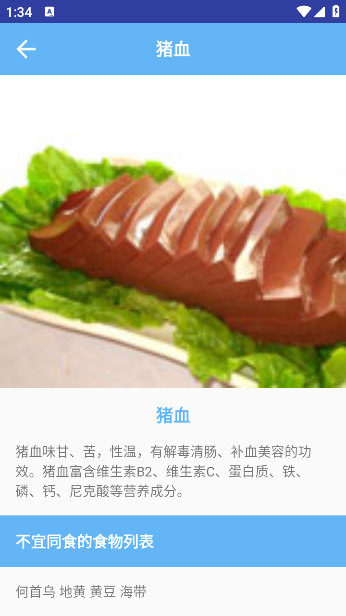 1:34
A
猪血
猪血
猪血味甘、苦，性温，有解毒清肠、补血美容的功
效。猪血富含维生素B2、维生素C、蛋白质、铁、
磷、钙、尼克酸等营养成分。
不宜同食的食物列表
何首乌 地黄 黄豆 海带